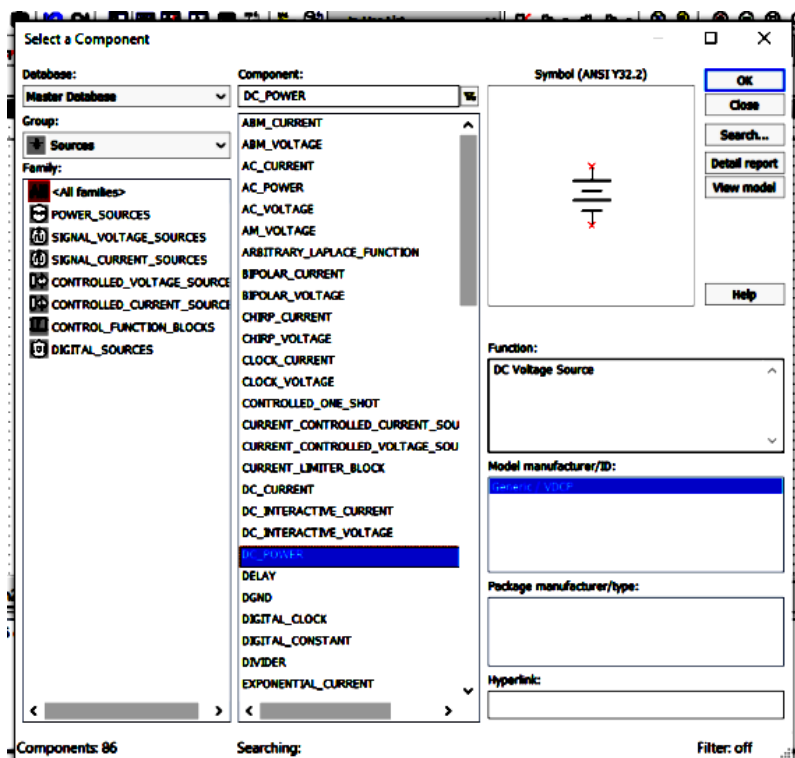 Select a Component
Database:
Master Database
Group:
Sources
Family:
<All families>
POWER_SOURCES
SIGNAL_VOLTAGE_SOURCES
SIGNAL_CURRENT_SOURCES
CONTROLLED_VOLTAGE_SOURCE
CONTROLLED_CURRENT_SOURCE
CONTROL_FUNCTION_BLOCKS
DIGITAL_SOURCES
Component:
DC_POWER
ABM_CURRENT
ABM_VOLTAGE
AC_CURRENT
AC_POWER
AC_VOLTAGE
AM_VOLTAGE
ARBITRARY_LAPLACE_FUNCTION
BIPOLAR_CURRENT
BIPOLAR_VOLTAGE
CHIRP_CURRENT
CHIRP_VOLTAGE
CLOCK_CURRENT
CLOCK_VOLTAGE
CONTROLLED_ONE_SHOT
CURRENT_CONTROLLED_CURRENT_SOU
CURRENT_CONTROLLED_VOLTAGE_SOU
CURRENT_LIMITER_BLOCK
DC_CURRENT
DC_INTERACTIVE_CURRENT
DC_INTERACTIVE_VOLTAGE
DC_POWER
DELAY
DGND
DIGITAL_CLOCK
DIGITAL_CONSTANT
DIVIDER
EXPONENTIAL_CURRENT
Symbol (ANSI Y32.2)
OK
Close
Search...
Detail report
View model
Help
Function:
DC Voltage Source
Model manufacturer/ID:
Generic / VDCP
Package manufacturer/type:
Hyperlink:
Components: 86
Searching:
Filter: off